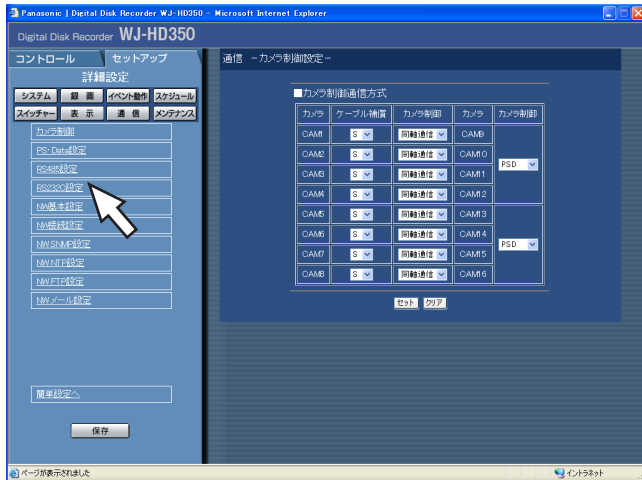 Panasonic | Digital Disk Recorder WJ-HD350 - Microsoft Internet Explorer
Digital Disk Recorder WJ-HD350
コントロール セットアップ
詳細設定
システム 録画 イベント動作 スケジュール
スイッチャー 表示 通信 メンテナンス
カメラ制御
PS･Data設定
RS485設定
RS232C設定
NW基本設定
NW接続設定
NW SNMP設定
NW NTP設定
NW FTP設定
NW メール設定
簡単設定へ
保存
通信 －カメラ制御設定－
■カメラ制御通信方式
カメラ ケーブル補償 カメラ制御 カメラ カメラ制御
CAM1 S 同軸通信 CAM9
CAM2 S 同軸通信 CAM10
PSD
CAM3 S 同軸通信 CAM11
CAM4 S 同軸通信 CAM12
CAM5 S 同軸通信 CAM13
CAM6 S 同軸通信 CAM14
PSD
CAM7 S 同軸通信 CAM15
CAM8 S 同軸通信 CAM16
セット クリア
ページが表示されました
イントラネット